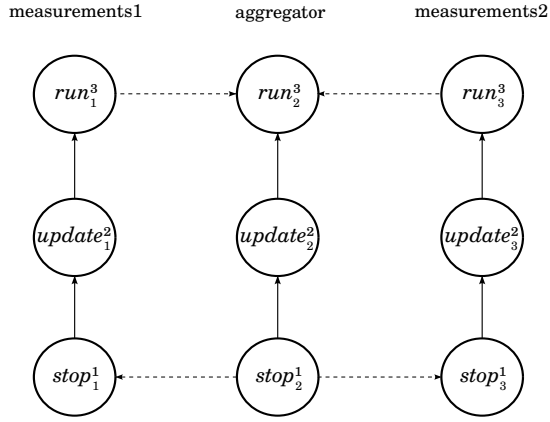 measurements1 aggregator measurements2
run₁³ run₂³ run₃³
update₁² update₂² update₃²
stop₁¹ stop₂¹ stop₃¹